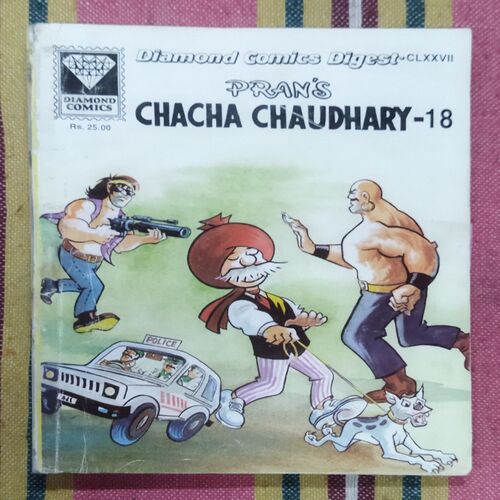 Diamond Comics Digest-CLXXVII
DIAMOND
COMICS
Rs. 25.00
PRAN'S
CHACHA CHAUDHARY-18
POLICE